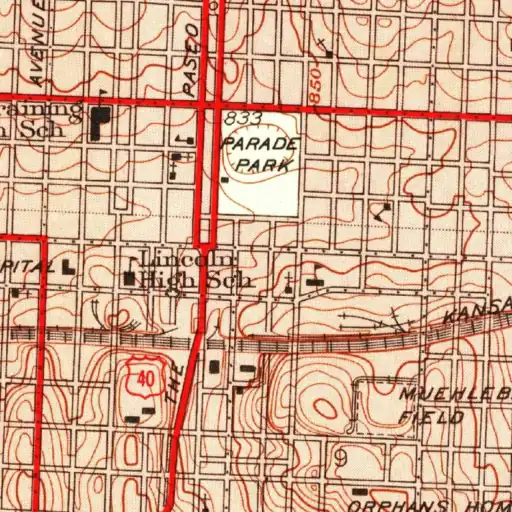 AVENUE
PASEO
850
raining
h Sch
833
PARADE
PARK
PITAL
Lincoln
High Sch
KANSA
THE
40
MUEHLEB
FIELD
9
ORPHANS HOM